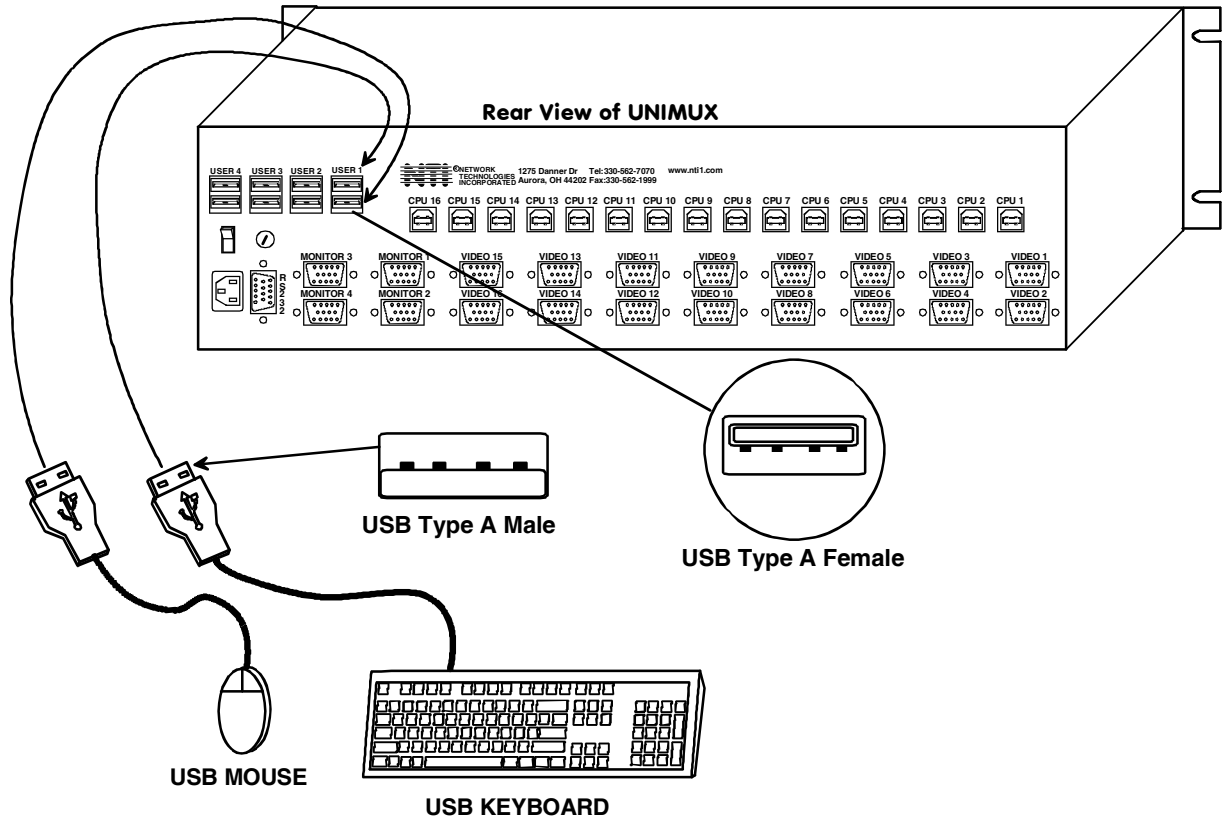 Rear View of UNIMUX
USER 4 USER 3 USER 2 USER 1
NTI
®NETWORK 1275 Danner Dr Tel:330-562-7070 www.nti1.com
TECHNOLOGIES Aurora, OH 44202 Fax:330-562-1999
INCORPORATED
CPU 16 CPU 15 CPU 14 CPU 13 CPU 12 CPU 11 CPU 10 CPU 9 CPU 8 CPU 7 CPU 6 CPU 5 CPU 4 CPU 3 CPU 2 CPU 1
RS232
MONITOR 3 MONITOR 1 VIDEO 15 VIDEO 13 VIDEO 11 VIDEO 9 VIDEO 7 VIDEO 5 VIDEO 3 VIDEO 1
MONITOR 4 MONITOR 2 VIDEO 16 VIDEO 14 VIDEO 12 VIDEO 10 VIDEO 8 VIDEO 6 VIDEO 4 VIDEO 2
USB Type A Male
USB Type A Female
USB MOUSE
USB KEYBOARD